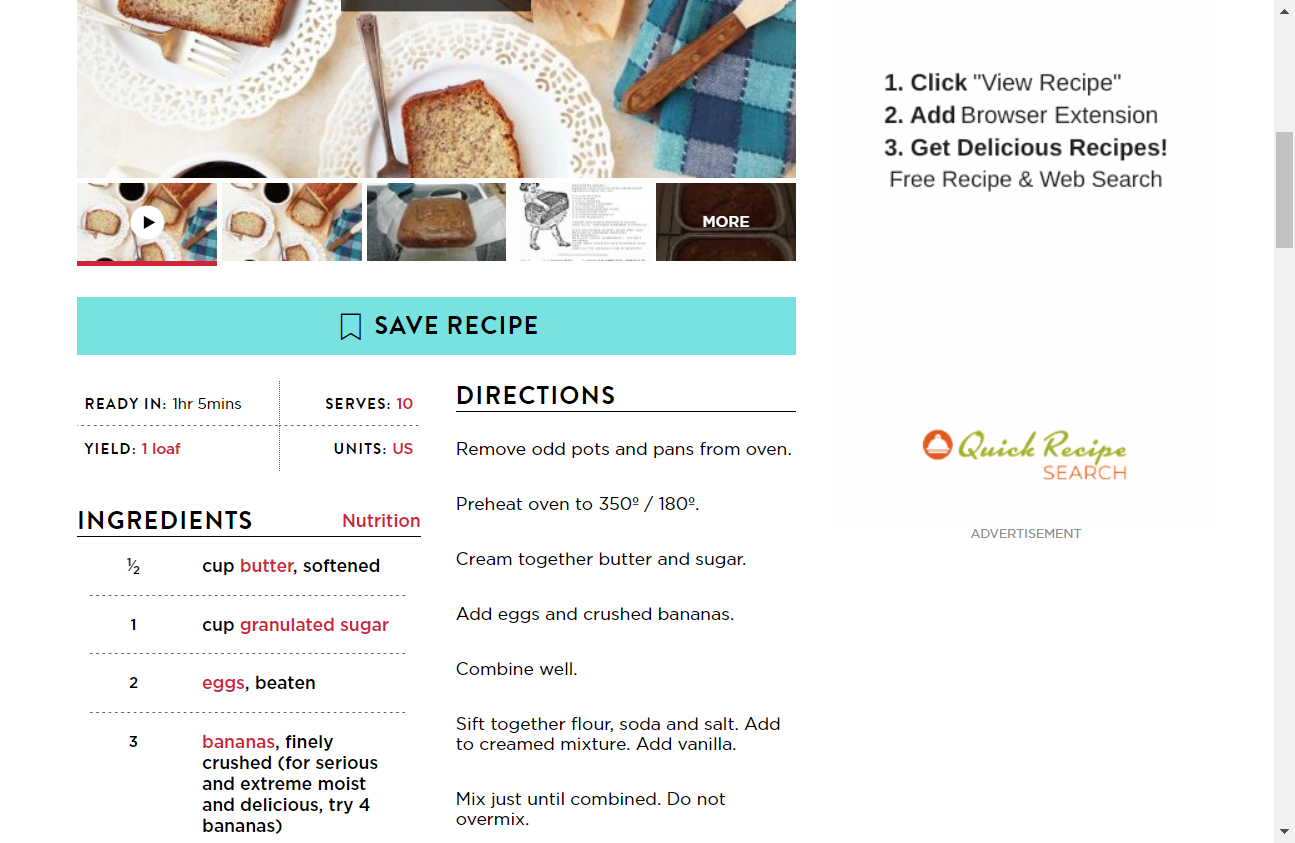 MORE
SAVE RECIPE
READY IN: 1hr 5mins
SERVES: 10
YIELD: 1 loaf
UNITS: US
INGREDIENTS
Nutrition
½ cup butter, softened
1 cup granulated sugar
2 eggs, beaten
3 bananas, finely
crushed (for serious
and extreme moist
and delicious, try 4
bananas)
DIRECTIONS
Remove odd pots and pans from oven.
Preheat oven to 350º / 180º.
Cream together butter and sugar.
Add eggs and crushed bananas.
Combine well.
Sift together flour, soda and salt. Add
to creamed mixture. Add vanilla.
Mix just until combined. Do not
overmix.
1. Click "View Recipe"
2. Add Browser Extension
3. Get Delicious Recipes!
Free Recipe & Web Search
Quick Recipe
SEARCH
ADVERTISEMENT